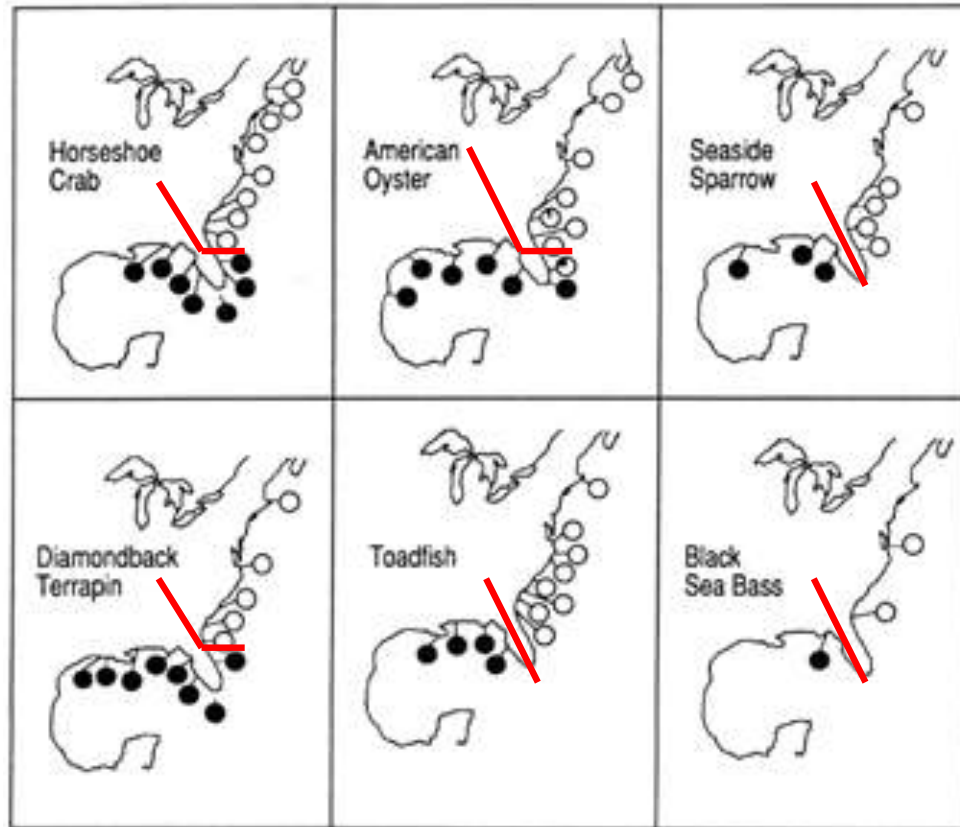 Horseshoe
Crab
American
Oyster
Seaside
Sparrow
Diamondback
Terrapin
Toadfish
Black
Sea Bass